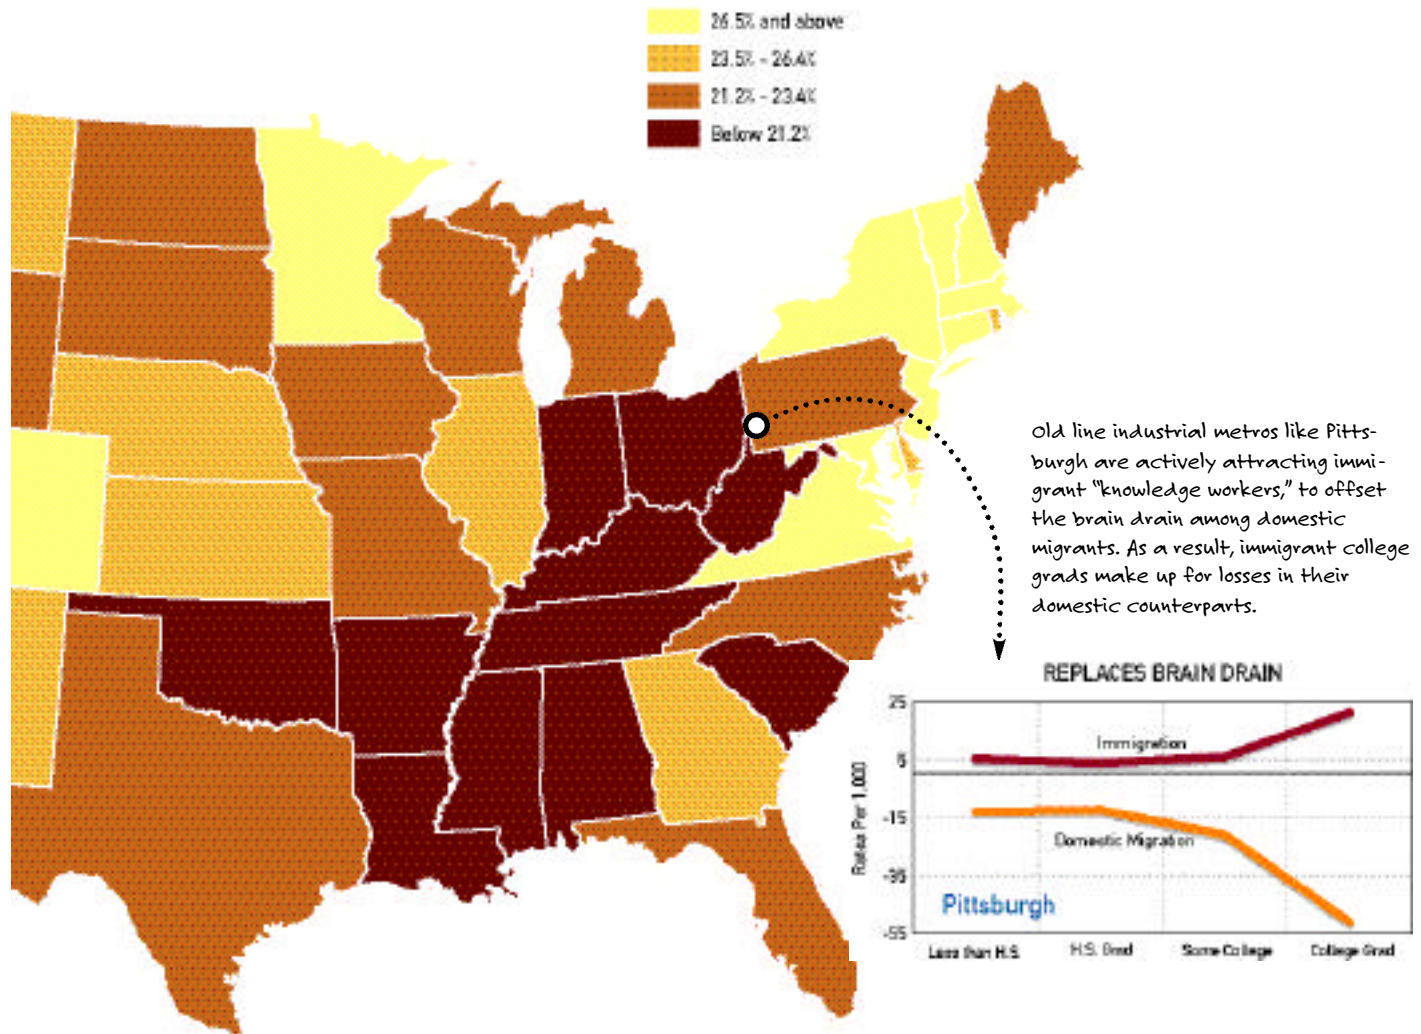 26.5% and above
23.5% - 26.4%
21.2% - 23.4%
Below 21.2%
Old line industrial metros like Pitts-
burgh are actively attracting immi-
grant “knowledge workers,” to offset
the brain drain among domestic
migrants. As a result, immigrant college
grads make up for losses in their
domestic counterparts.
REPLACES BRAIN DRAIN
25
5
-15
-35
-55
Rates Per 1,000
Immigration
Domestic Migration
Pittsburgh
Less than H.S.
H.S. Grad
Some College
College Grad